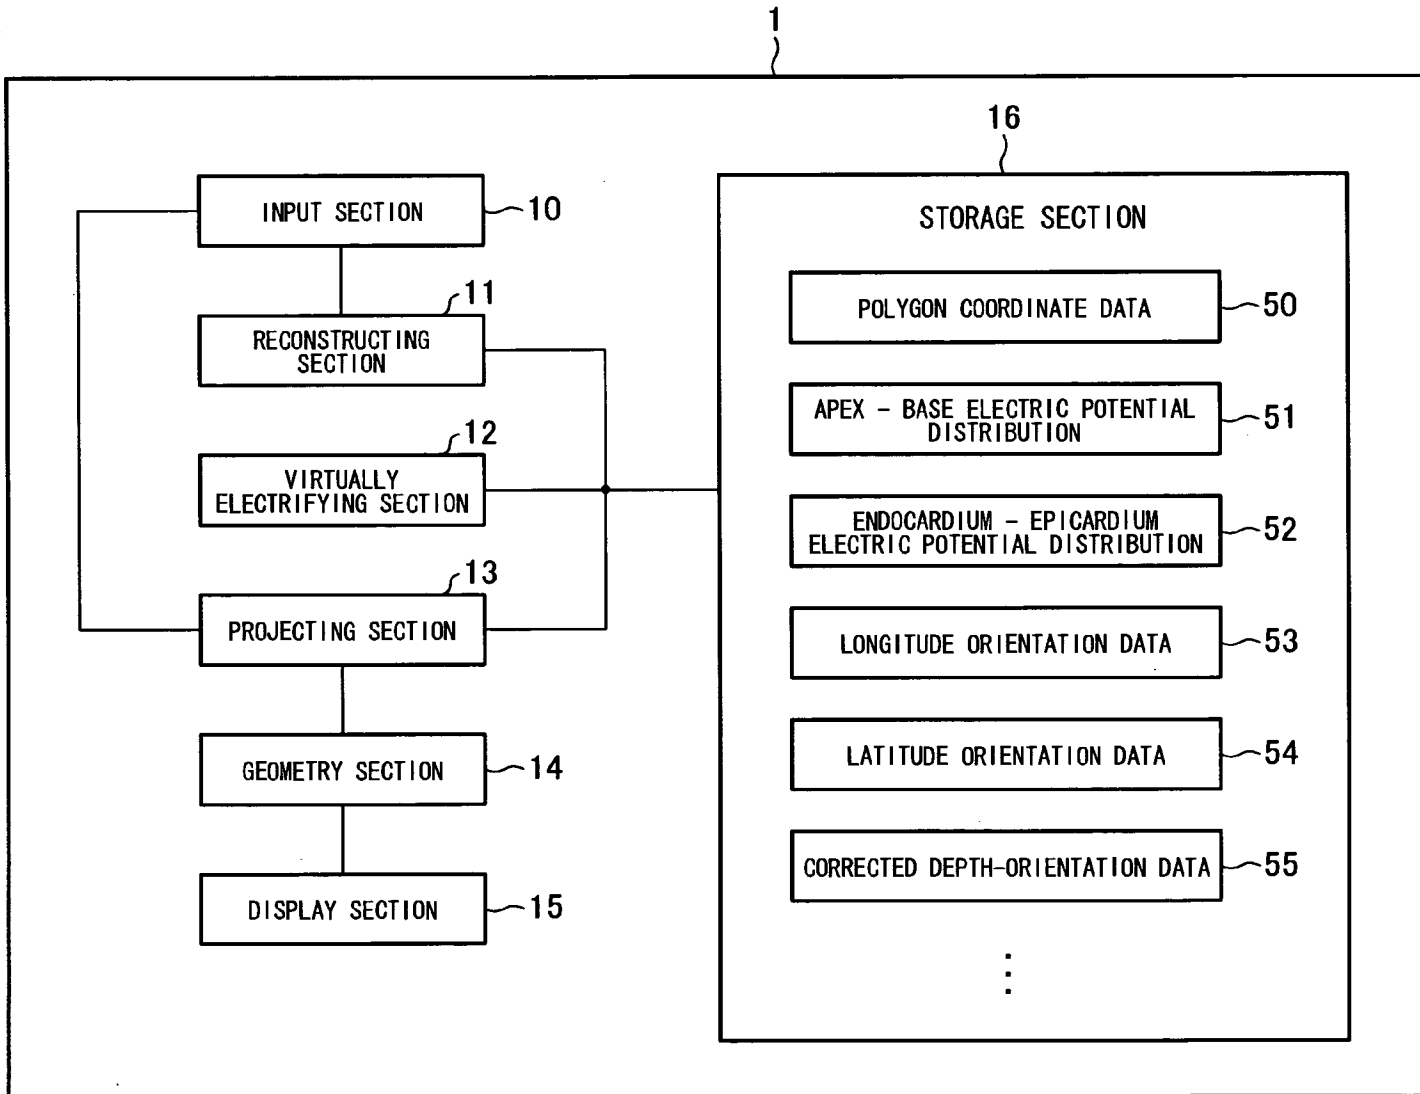 1
INPUT SECTION
10
11
RECONSTRUCTING
SECTION
12
VIRTUALLY
ELECTRIFYING SECTION
13
PROJECTING SECTION
GEOMETRY SECTION
14
DISPLAY SECTION
15
16
STORAGE SECTION
POLYGON COORDINATE DATA
50
APEX – BASE ELECTRIC POTENTIAL
DISTRIBUTION
51
ENDOCARDIUM – EPICARDIUM
ELECTRIC POTENTIAL DISTRIBUTION
52
LONGITUDE ORIENTATION DATA
53
LATITUDE ORIENTATION DATA
54
CORRECTED DEPTH-ORIENTATION DATA
55